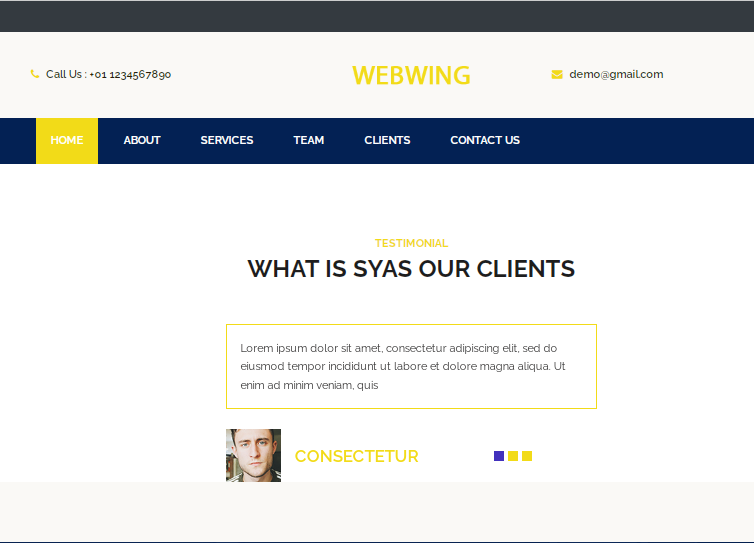 Call Us : +01 1234567890
WEBWING
demo@gmail.com
HOME ABOUT SERVICES TEAM CLIENTS CONTACT US
TESTIMONIAL
WHAT IS SYAS OUR CLIENTS
Lorem ipsum dolor sit amet, consectetur adipiscing elit, sed do
eiusmod tempor incididunt ut labore et dolore magna aliqua. Ut
enim ad minim veniam, quis
CONSECTETUR